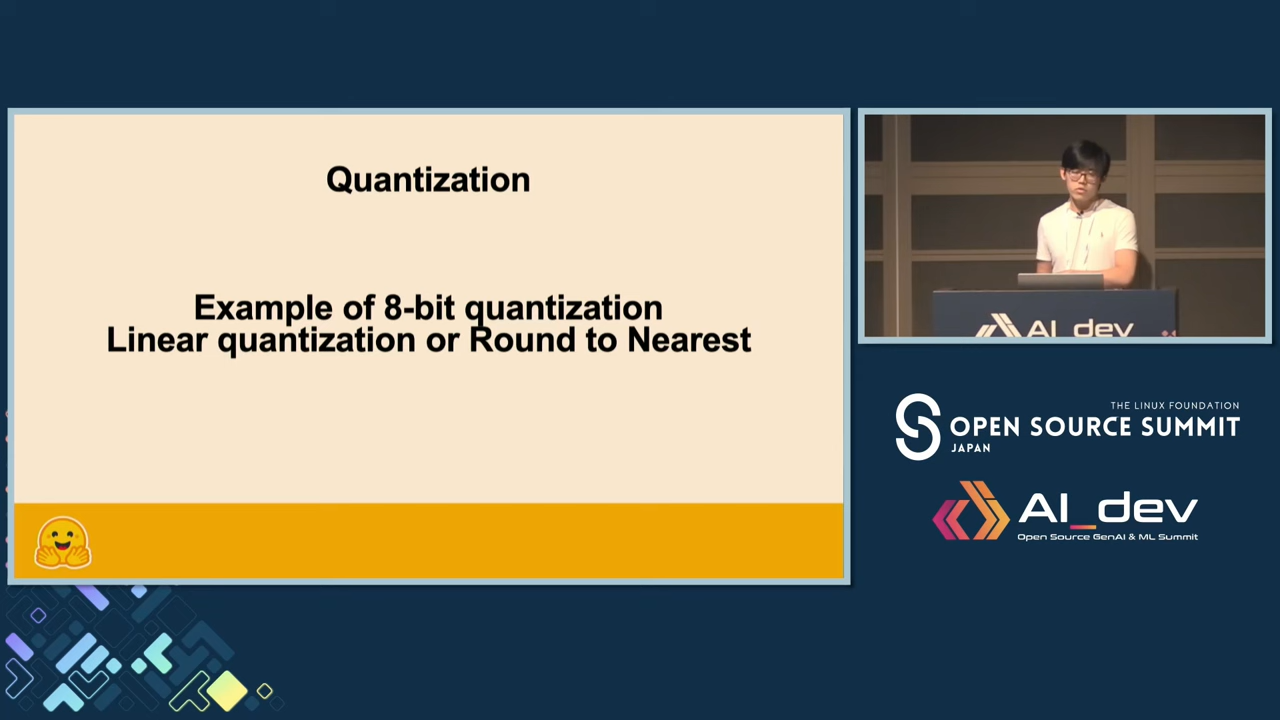 Quantization
Example of 8-bit quantization
Linear quantization or Round to Nearest
AI_dev
THE LINUX FOUNDATION
OPEN SOURCE SUMMIT
JAPAN
AI_dev
Open Source GenAI & ML Summit